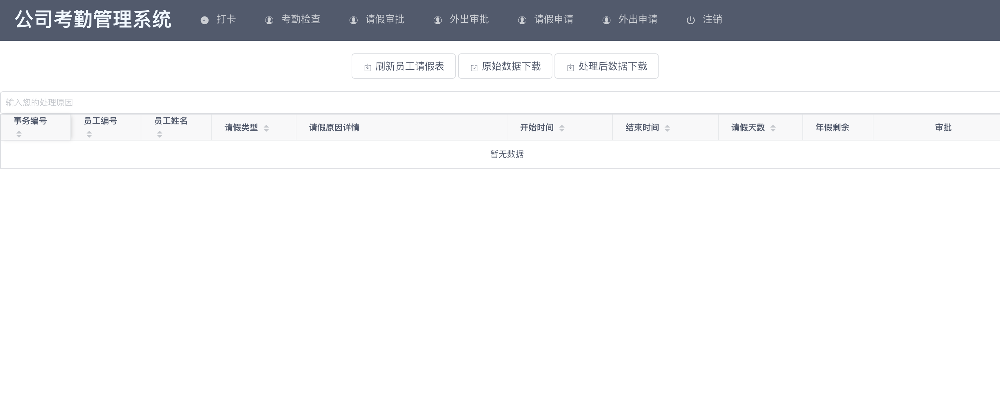 公司考勤管理系统 打卡 考勤检查 请假审批 外出审批 请假申请 外出申请 注销
刷新员工请假表 原始数据下载 处理后数据下载
输入您的处理原因
事务编号 员工编号 员工姓名 请假类型 请假原因详情 开始时间 结束时间 请假天数 年假剩余 审批
暂无数据